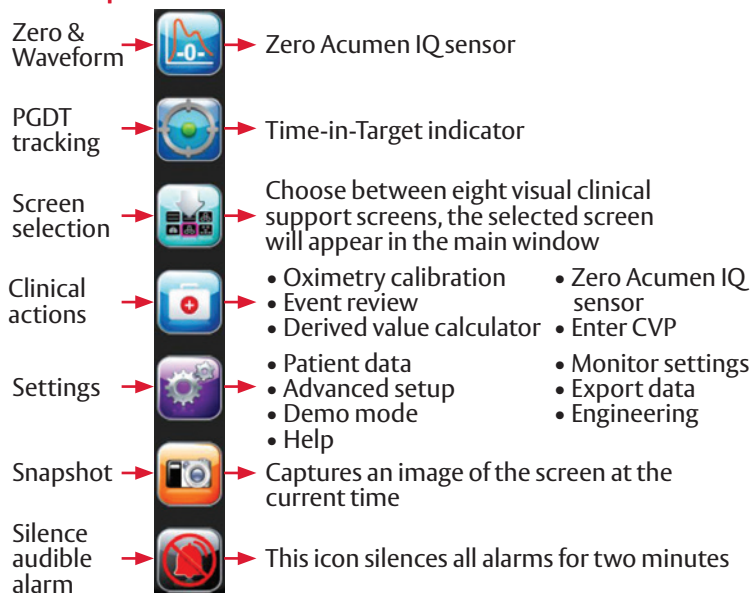 Zero &
Waveform
-0-
Zero Acumen IQ sensor
PGDT
tracking
Time-in-Target indicator
Screen
selection
Choose between eight visual clinical
support screens, the selected screen
will appear in the main window
Clinical
actions
• Oximetry calibration
• Event review
• Derived value calculator
• Zero Acumen IQ
sensor
• Enter CVP
Settings
• Patient data
• Advanced setup
• Demo mode
• Help
• Monitor settings
• Export data
• Engineering
Snapshot
Captures an image of the screen at the
current time
Silence
audible
alarm
This icon silences all alarms for two minutes